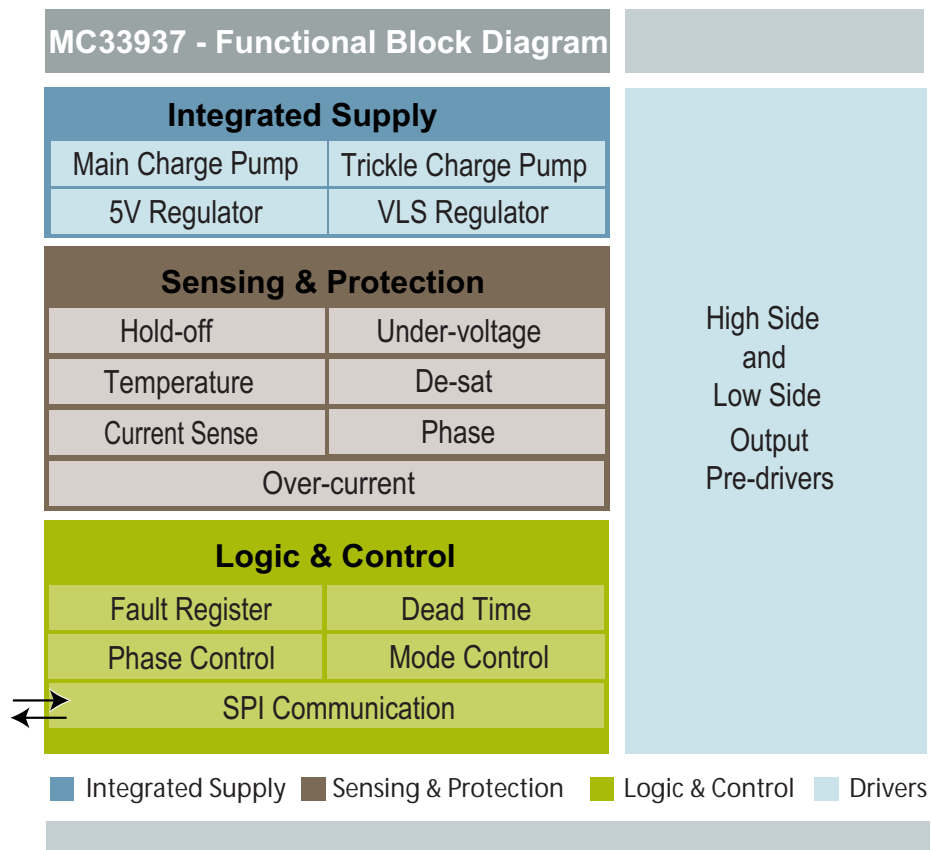 MC33937 - Functional Block Diagram
Integrated Supply
Main Charge Pump
Trickle Charge Pump
5V Regulator
VLS Regulator
Sensing & Protection
Hold-off
Under-voltage
Temperature
De-sat
Current Sense
Phase
Over-current
Logic & Control
Fault Register
Dead Time
Phase Control
Mode Control
SPI Communication
High Side
and
Low Side
Output
Pre-drivers
Integrated Supply
Sensing & Protection
Logic & Control
Drivers